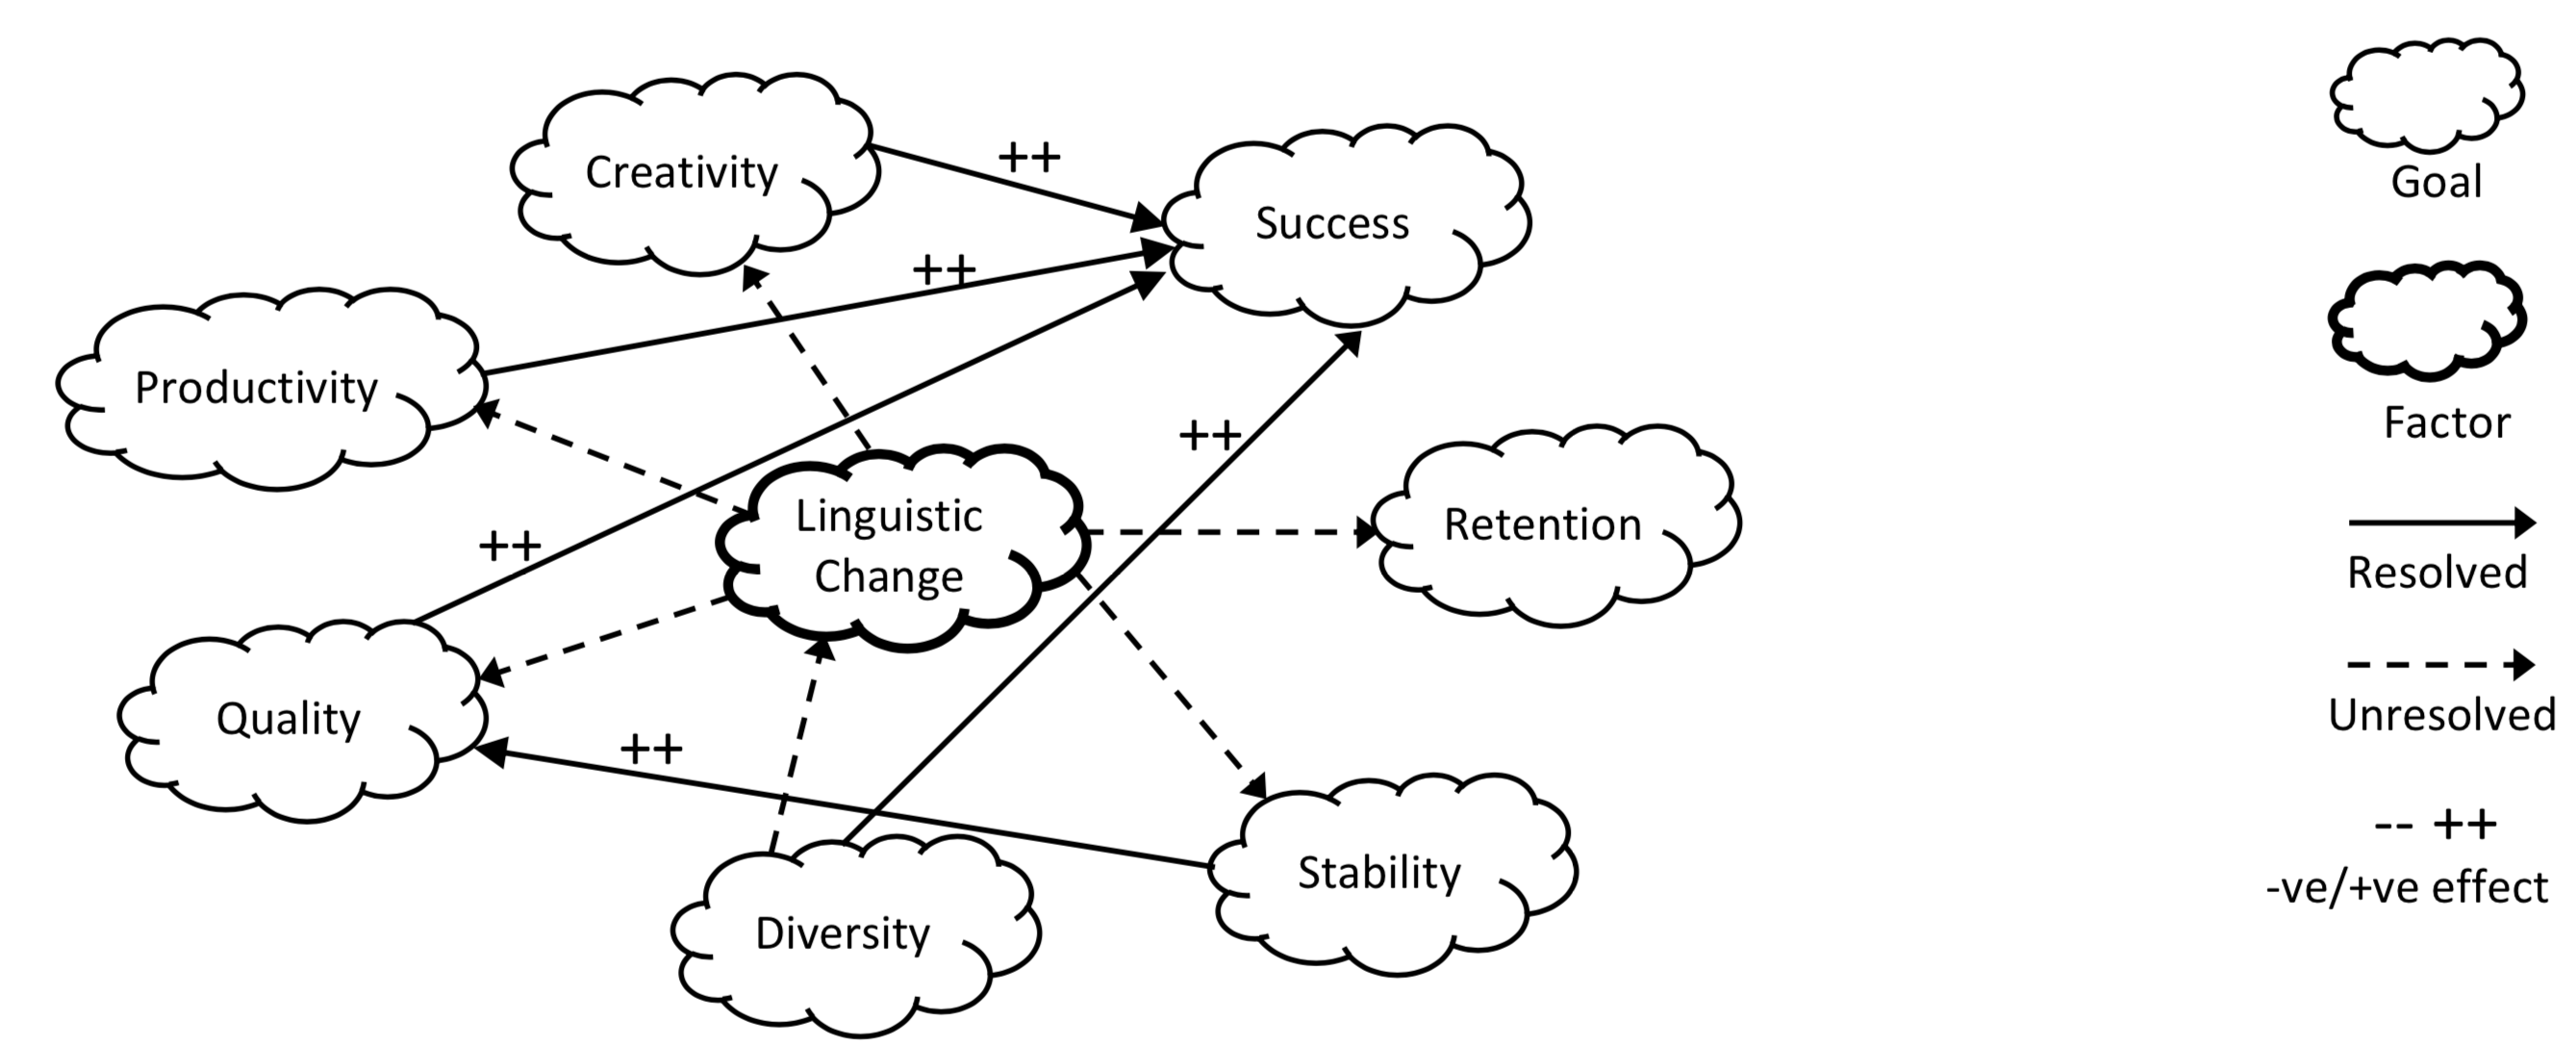 Creativity
++
Success
++
Productivity
++
Linguistic
Change
Retention
++
Quality
++
Stability
Diversity
Goal
Factor
Resolved
Unresolved
-- ++
-ve/+ve effect